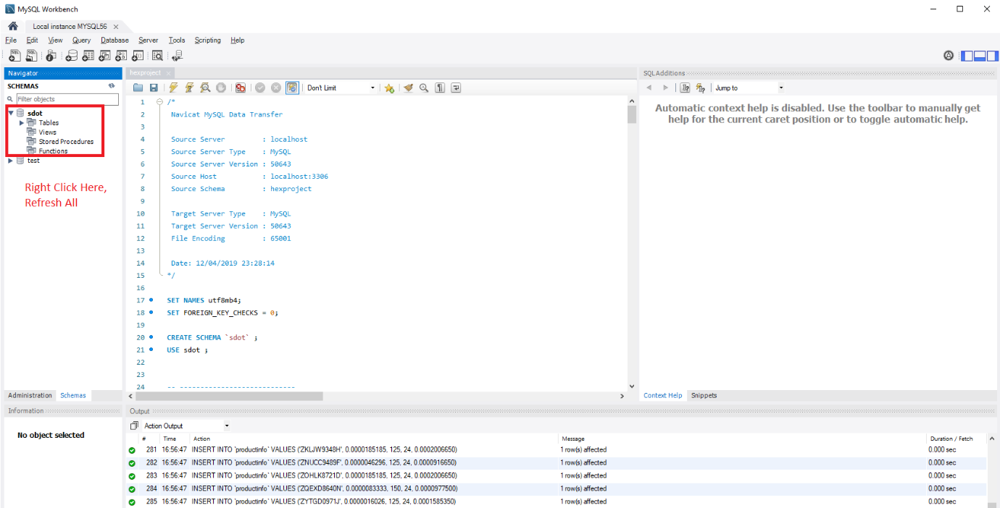 MySQL Workbench
Local instance MYSQL56 ×
File Edit View Query Database Server Tools Scripting Help
Navigator
SCHEMAS
Filter objects
sdot
Tables
Views
Stored Procedures
Functions
test
Right Click Here,
Refresh All
Administration Schemas
Information
No object selected
hexproject ×
Don't Limit
1 /*
2 Navicat MySQL Data Transfer
3
4 Source Server : localhost
5 Source Server Type : MySQL
6 Source Server Version : 50643
7 Source Host : localhost:3306
8 Source Schema : hexproject
9
10 Target Server Type : MySQL
11 Target Server Version : 50643
12 File Encoding : 65001
13
14 Date: 12/04/2019 23:28:14
15 */
16
17 SET NAMES utf8mb4;
18 SET FOREIGN_KEY_CHECKS = 0;
19
20 CREATE SCHEMA `sdot` ;
21 USE sdot ;
22
23
24 -- ----------------------------
SQLAdditions
Jump to
Automatic context help is disabled. Use the toolbar to manually get
help for the current caret position or to toggle automatic help.
Context Help Snippets
Output
Action Output
# Time Action Message Duration / Fetch
281 16:56:47 INSERT INTO `productinfo` VALUES ('ZKLJW9348H', 0.0000185185, 125, 24, 0.0002006650) 1 row(s) affected 0.000 sec
282 16:56:47 INSERT INTO `productinfo` VALUES ('ZNUCC9489F', 0.0000046296, 125, 24, 0.0000916650) 1 row(s) affected 0.000 sec
283 16:56:47 INSERT INTO `productinfo` VALUES ('ZOHLK8721D', 0.0000185185, 125, 24, 0.0002006650) 1 row(s) affected 0.000 sec
284 16:56:47 INSERT INTO `productinfo` VALUES ('ZQEXD8640N', 0.0000083333, 150, 24, 0.0000977500) 1 row(s) affected 0.000 sec
285 16:56:47 INSERT INTO `productinfo` VALUES ('ZYTGD0971J', 0.0000016026, 125, 24, 0.0001585350) 1 row(s) affected 0.000 sec